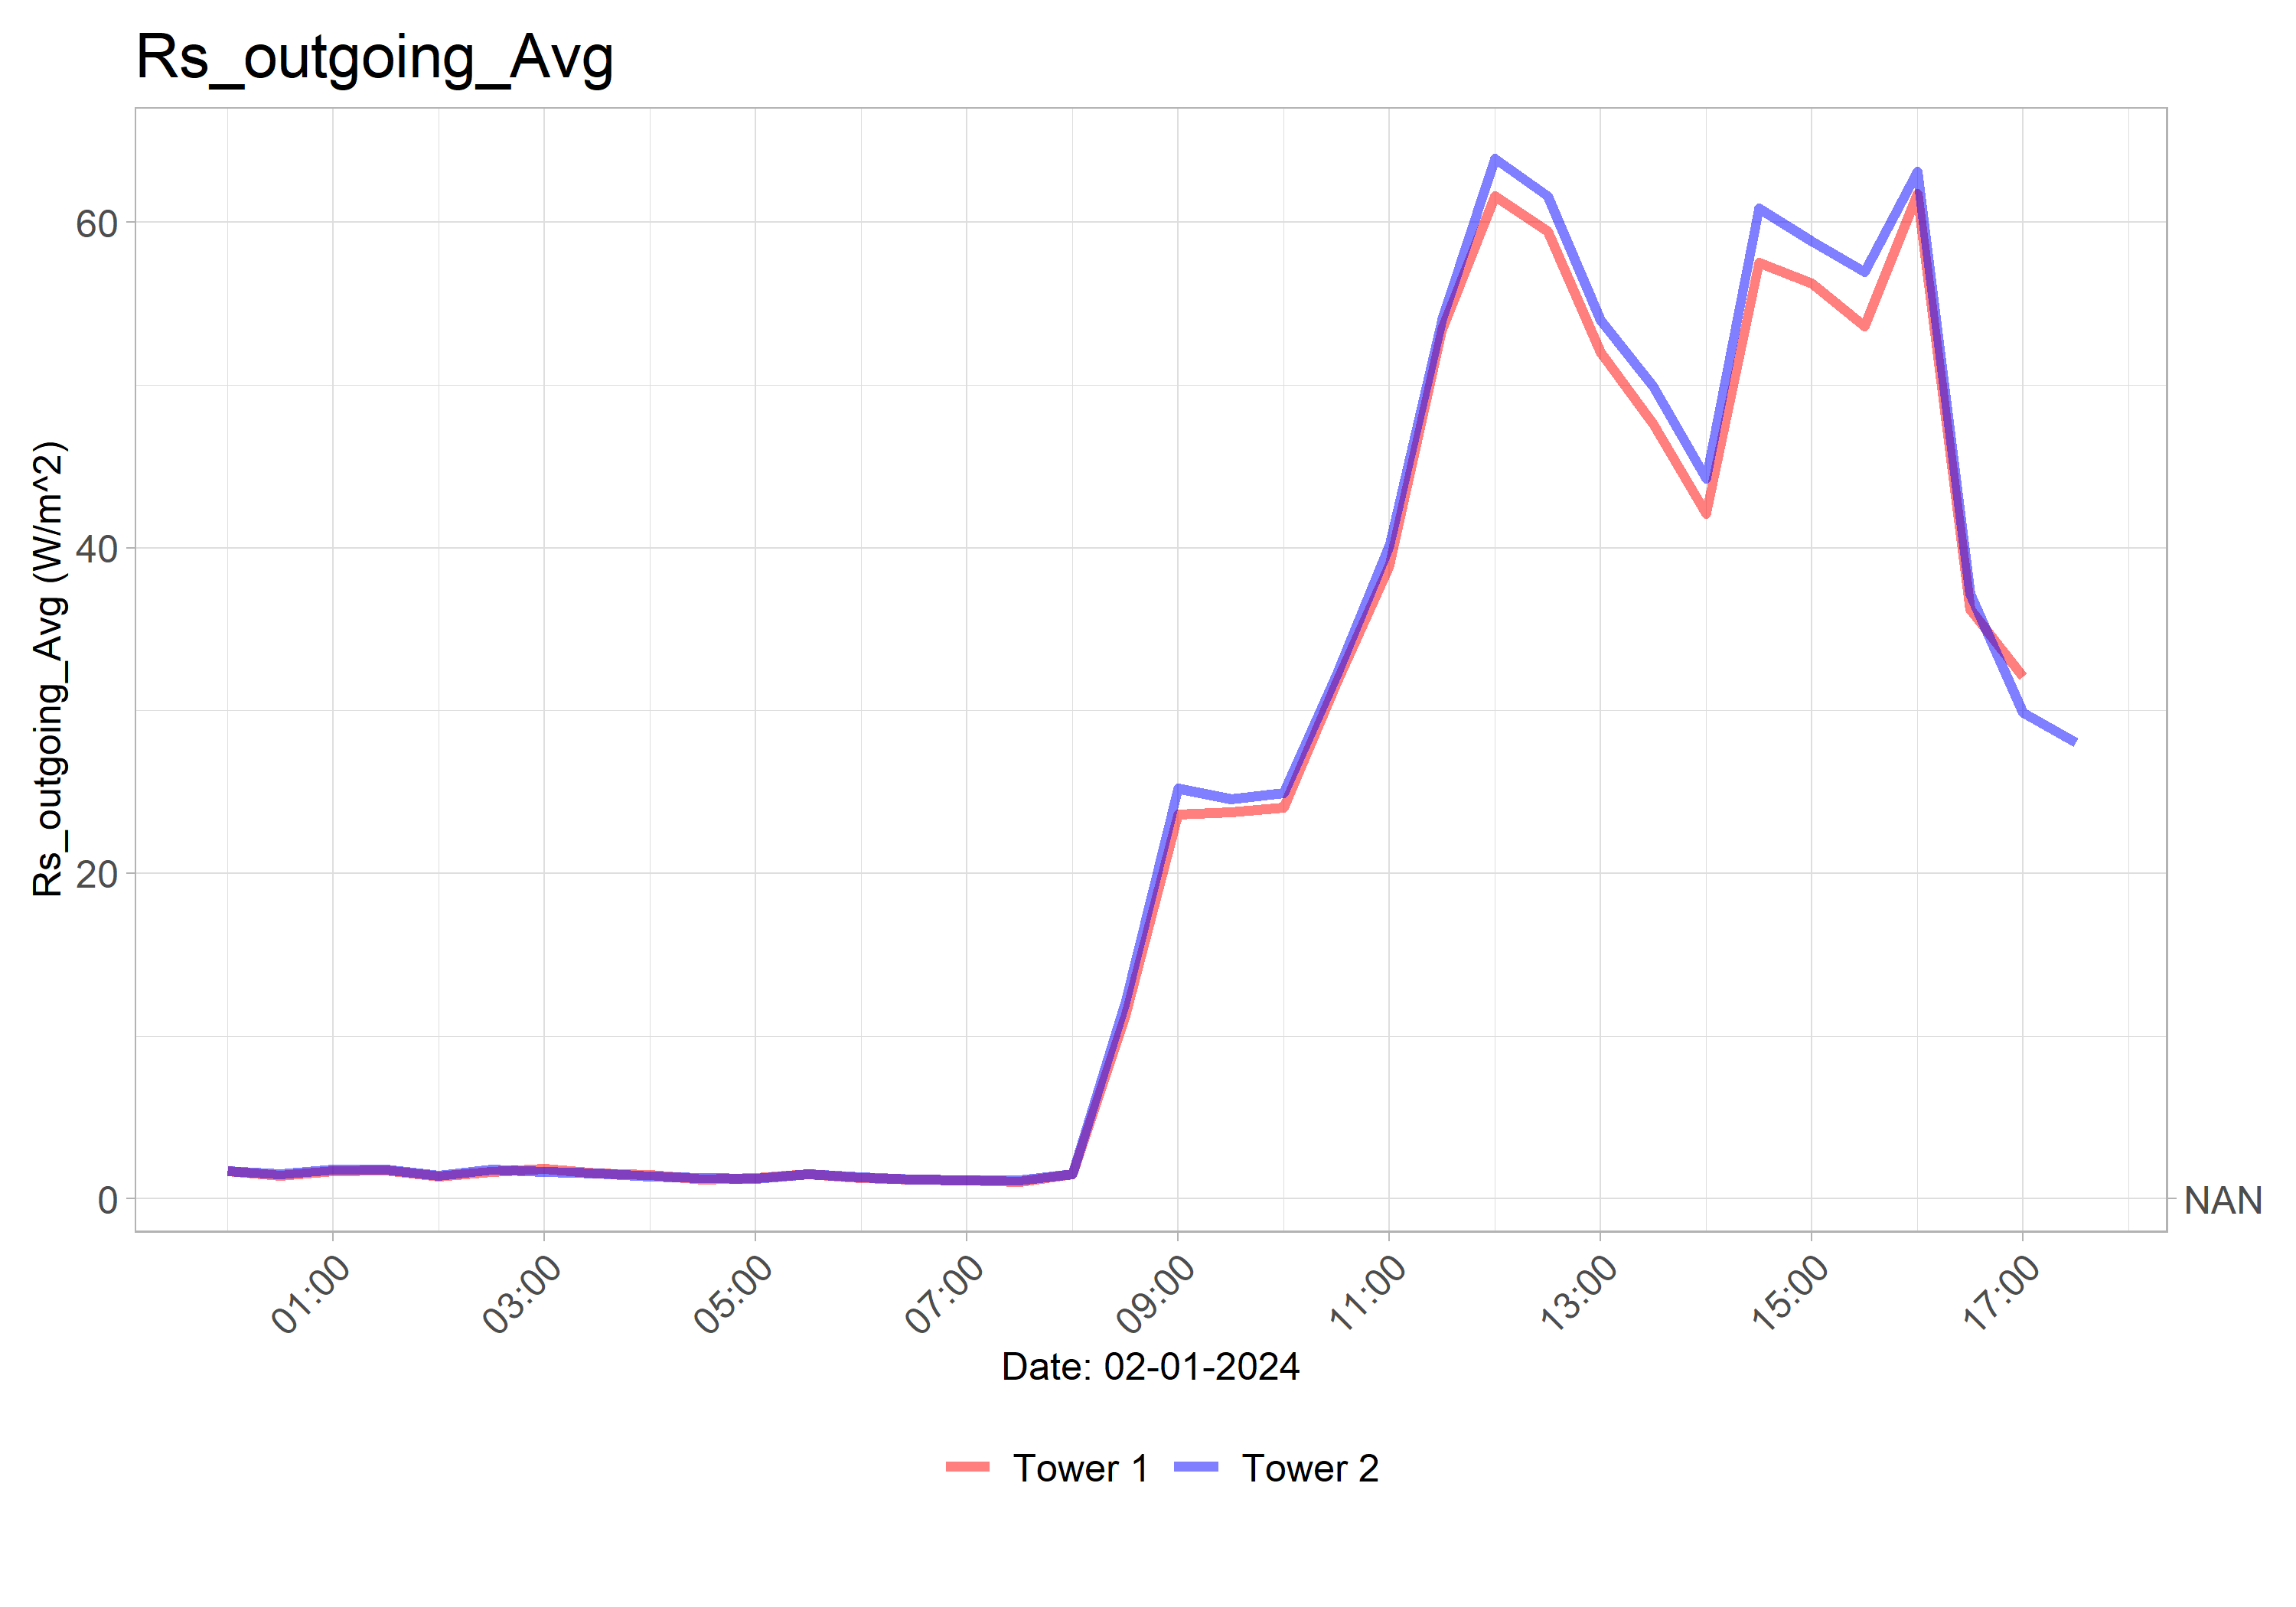 Rs_outgoing_Avg
Rs_outgoing_Avg (W/m^2)
60
40
20
0
NAN
01:00 03:00 05:00 07:00 09:00 11:00 13:00 15:00 17:00
Date: 02-01-2024
Tower 1 Tower 2